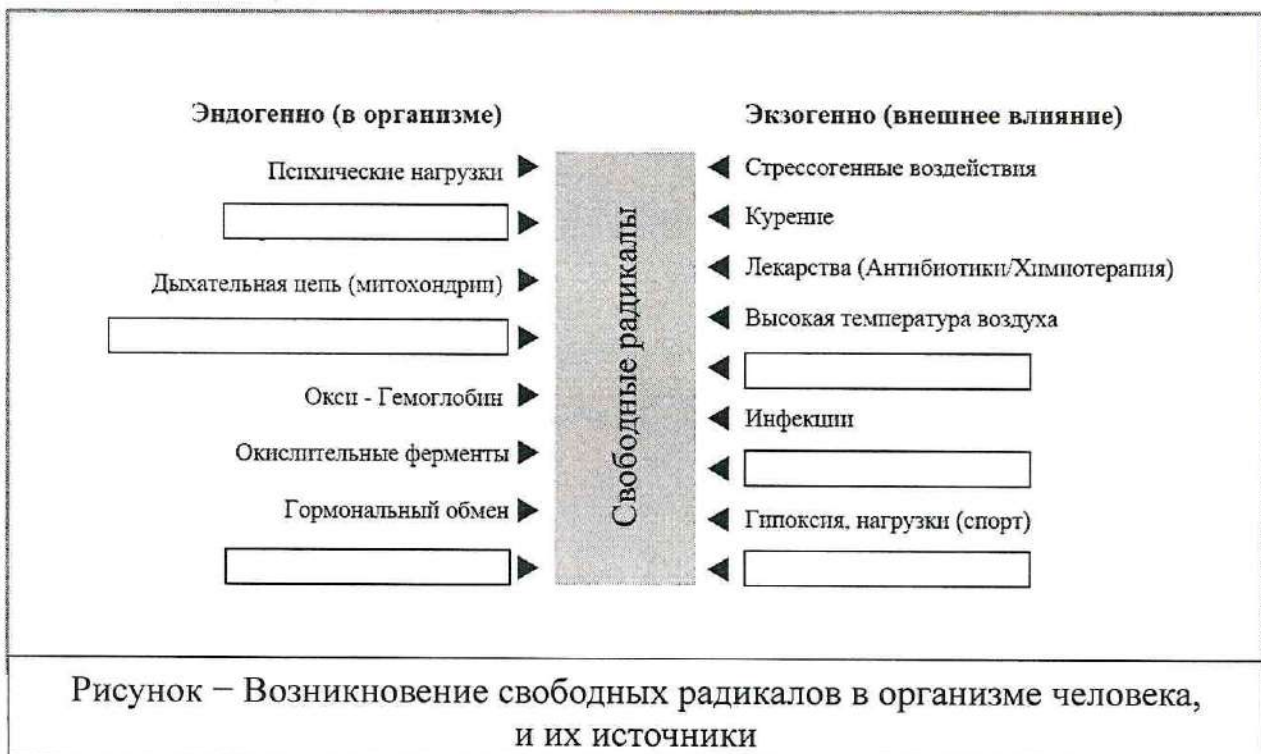 Эндогенно (в организме)
Психические нагрузки
Дыхательная цепь (митохондрии)
Окси - Гемоглобин
Окислительные ферменты
Гормональный обмен
Свободные радикалы
Экзогенно (внешнее влияние)
Стрессогенные воздействия
Курение
Лекарства (Антибиотики/Химиотерапия)
Высокая температура воздуха
Инфекции
Гипоксия, нагрузки (спорт)
Рисунок – Возникновение свободных радикалов в организме человека,
и их источники